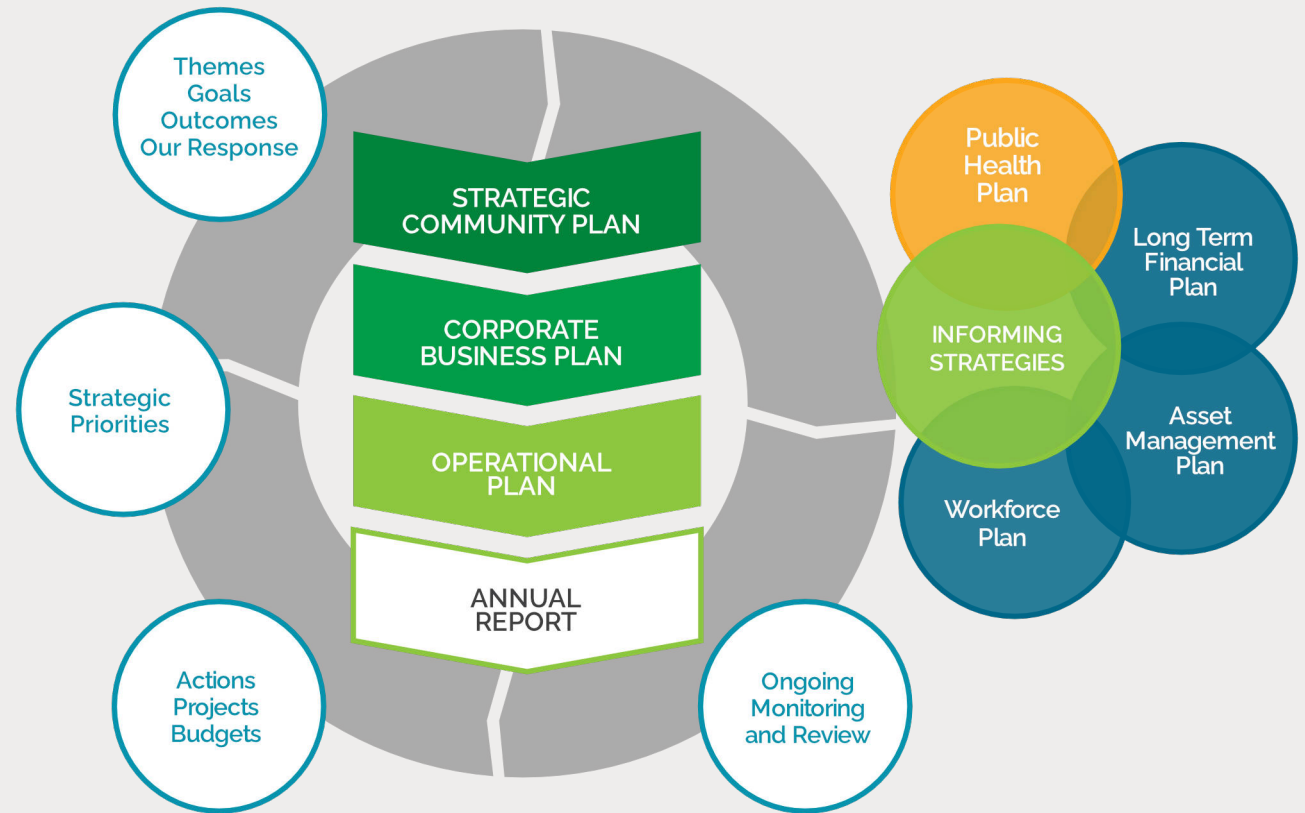 Themes
Goals
Outcomes
Our Response
STRATEGIC
COMMUNITY PLAN
CORPORATE
BUSINESS PLAN
OPERATIONAL
PLAN
ANNUAL
REPORT
Strategic
Priorities
Actions
Projects
Budgets
Ongoing
Monitoring
and Review
Public
Health
Plan
Long Term
Financial
Plan
INFORMING
STRATEGIES
Asset
Management
Plan
Workforce
Plan